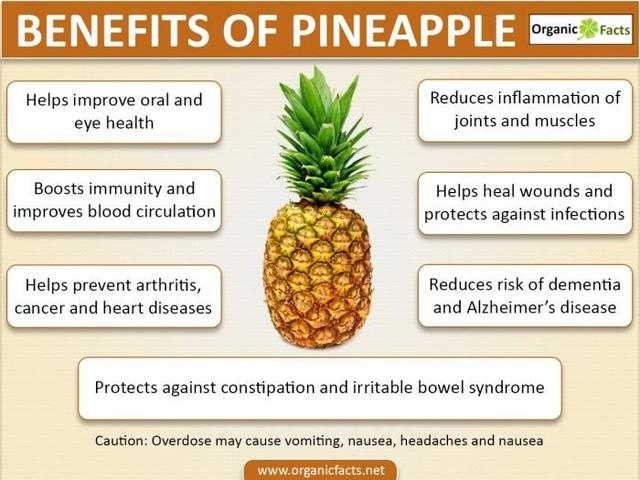 BENEFITS OF PINEAPPLE
Organic Facts
Helps improve oral and
eye health
Boosts immunity and
improves blood circulation
Helps prevent arthritis,
cancer and heart diseases
Reduces inflammation of
joints and muscles
Helps heal wounds and
protects against infections
Reduces risk of dementia
and Alzheimer's disease
Protects against constipation and irritable bowel syndrome
Caution: Overdose may cause vomiting, nausea, headaches and nausea
www.organicfacts.net